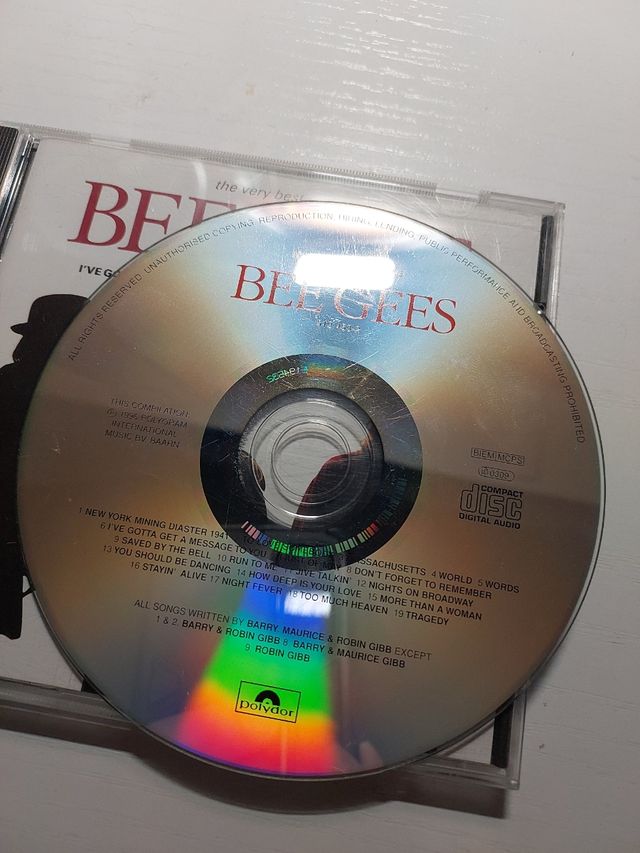 the very best
BEE
I'VE GO
ALL RIGHTS RESERVED. UNAUTHORISED COPYING, REPRODUCTION, HIRING, LENDING, PUBLIC PERFORMANCE AND BROADCASTING PROHIBITED
BEE GEES
THIS COMPILATION:
INTERNATIONAL
MUSIC BV BAARN
BIEM/MCPS
COMPACT
disc
DIGITAL AUDIO
1 NEW YORK MINING DIASTER 1941 MASSACHUSETTS 4 WORLD 5 WORDS
6 I'VE GOTTA GET A MESSAGE TO YOU 8 DON'T FORGET TO REMEMBER
9 SAVED BY THE BELL 10 RUN TO ME 11 JIVE TALKIN' 12 NIGHTS ON BROADWAY
13 YOU SHOULD BE DANCING 14 HOW DEEP IS YOUR LOVE 15 MORE THAN A WOMAN
16 STAYIN' ALIVE 17 NIGHT FEVER 18 TOO MUCH HEAVEN 19 TRAGEDY
ALL SONGS WRITTEN BY BARRY, MAURICE & ROBIN GIBB EXCEPT
1 & 2. BARRY & ROBIN GIBB 8. BARRY & MAURICE GIBB
9. ROBIN GIBB
polydor